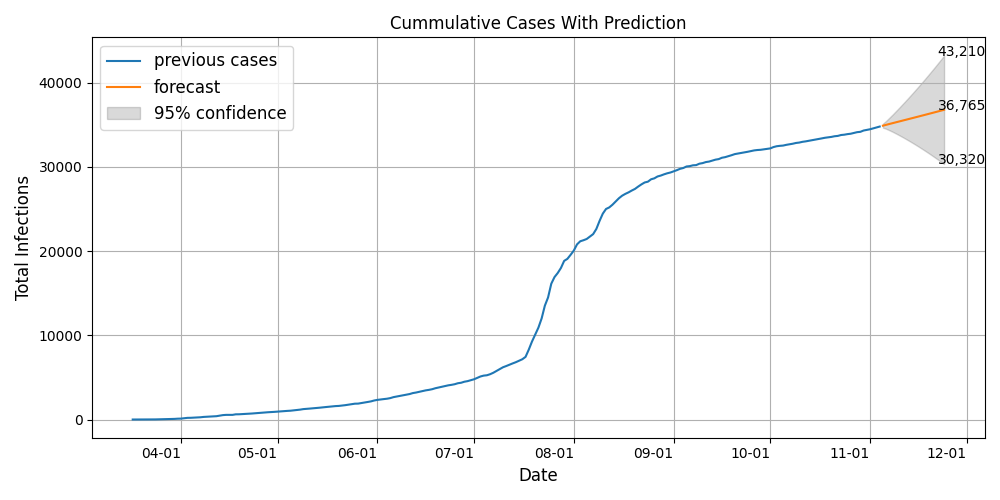 Cummulative Cases With Prediction
previous cases
forecast
95% confidence
43,210
36,765
30,320
40000
30000
20000
10000
0
Total Infections
04-01
05-01
06-01
07-01
08-01
09-01
10-01
11-01
12-01
Date